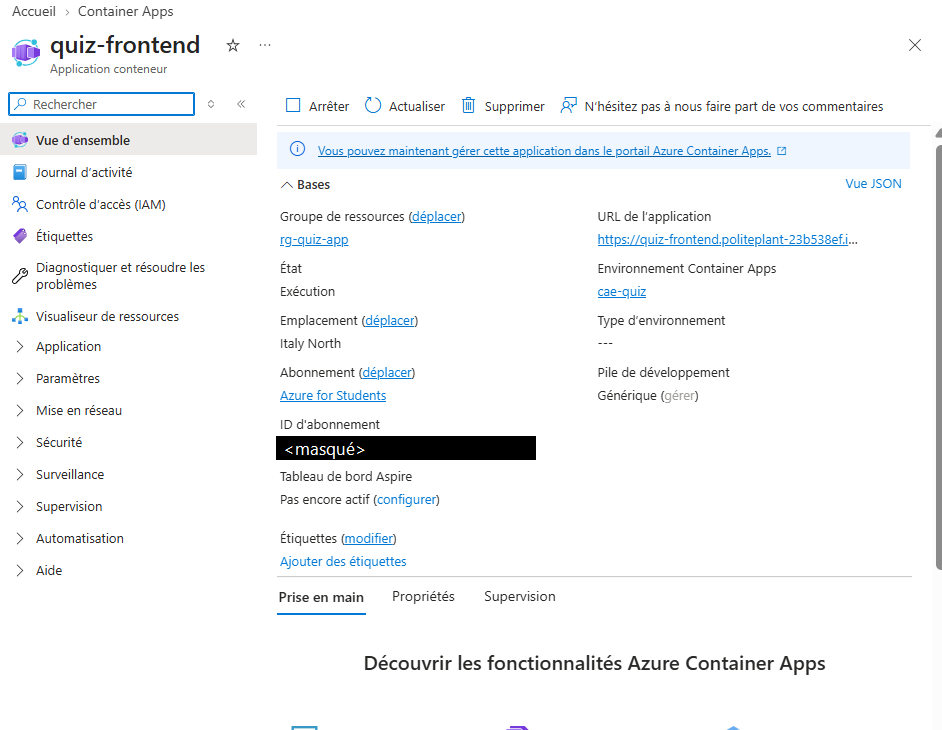 Accueil > Container Apps
quiz-frontend
Application conteneur
Rechercher
Arrêter Actualiser Supprimer N’hésitez pas à nous faire part de vos commentaires
Vue d'ensemble
Journal d’activité
Contrôle d’accès (IAM)
Étiquettes
Diagnostiquer et résoudre les
problèmes
Visualiseur de ressources
Application
Paramètres
Mise en réseau
Sécurité
Surveillance
Supervision
Automatisation
Aide
Vous pouvez maintenant gérer cette application dans le portail Azure Container Apps.
Bases
Vue JSON
Groupe de ressources (déplacer)
rg-quiz-app
État
Exécution
Emplacement (déplacer)
Italy North
Abonnement (déplacer)
Azure for Students
ID d’abonnement
<masqué>
Tableau de bord Aspire
Pas encore actif (configurer)
URL de l’application
https://quiz-frontend.politeplant-23b538ef.i...
Environnement Container Apps
cae-quiz
Type d’environnement
---
Pile de développement
Générique (gérer)
Étiquettes (modifier)
Ajouter des étiquettes
Prise en main Propriétés Supervision
Découvrir les fonctionnalités Azure Container Apps